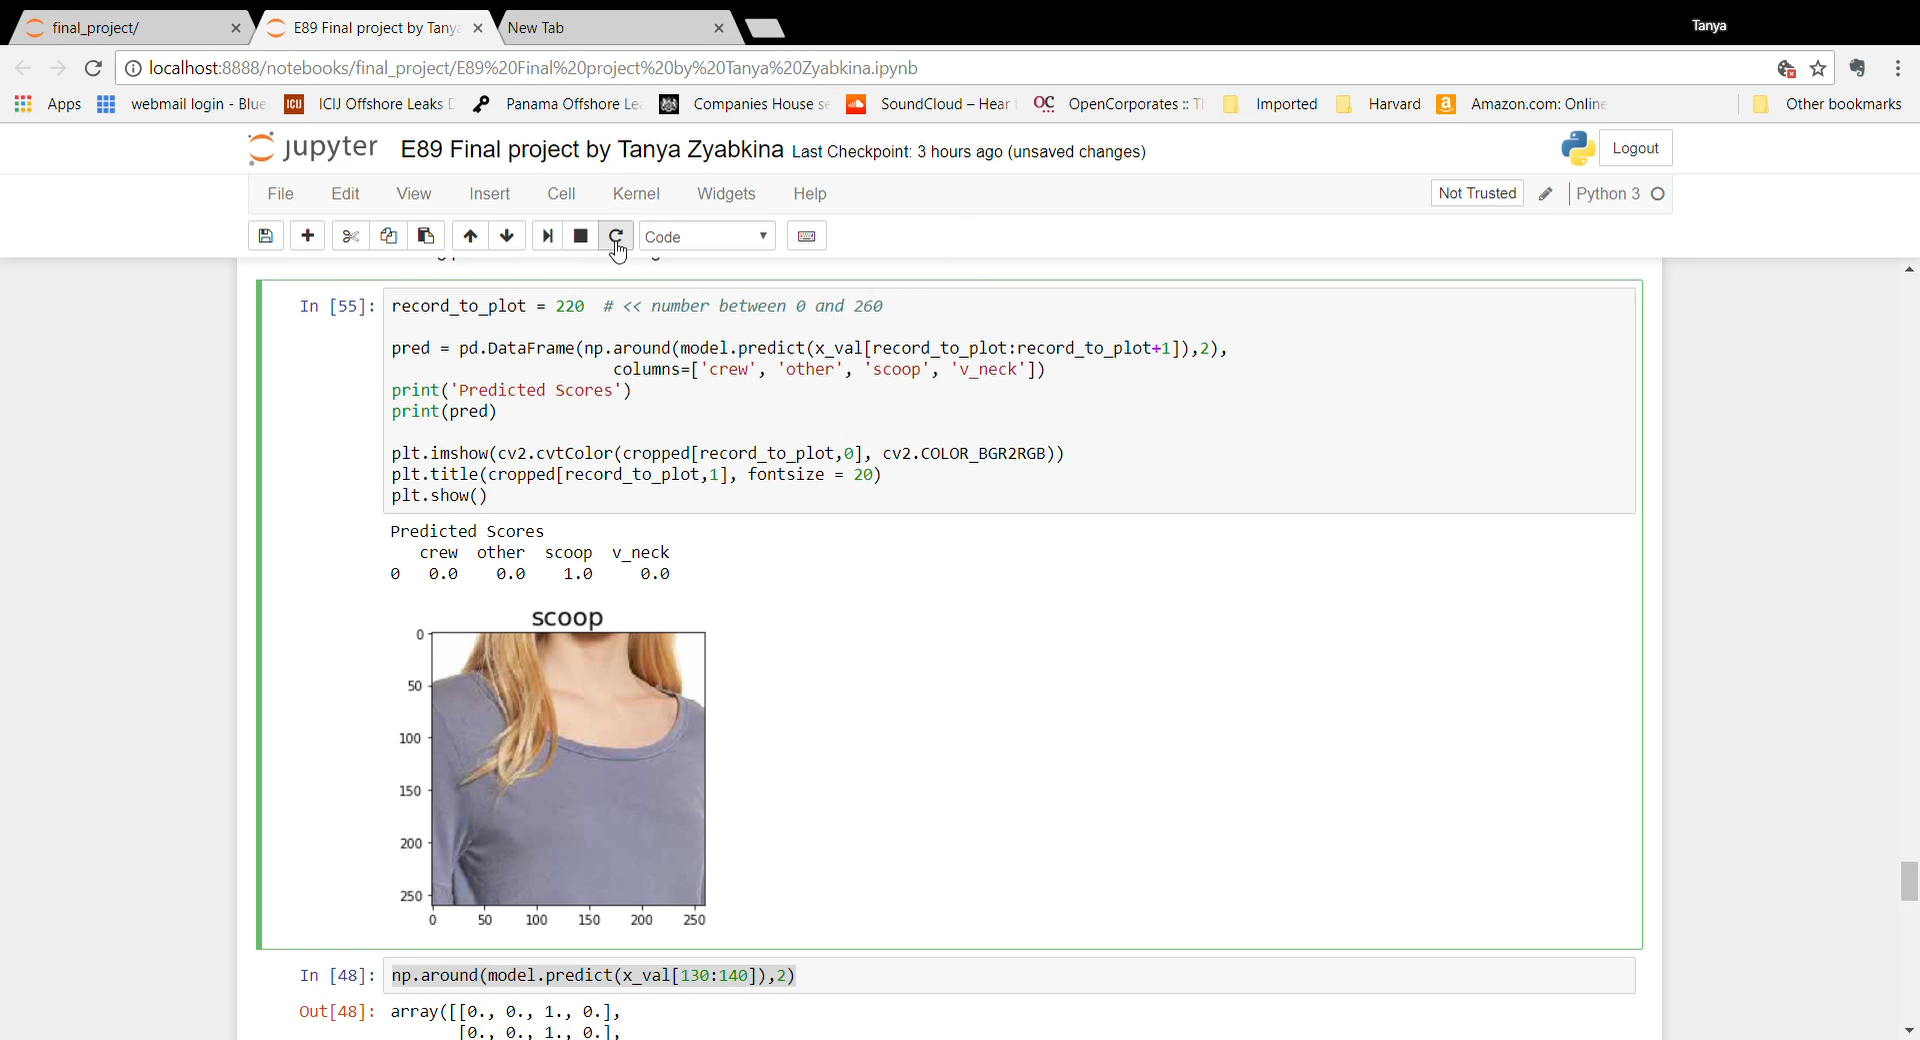 final_project/
E89 Final project by Tanya
New Tab
Tanya
localhost:8888/notebooks/final_project/E89%20Final%20project%20by%20Tanya%20Zyabkina.ipynb
Apps
webmail login - Blue
ICIJ
ICIJ Offshore Leaks
Panama Offshore Le
Companies House se
SoundCloud – Hear
OC
OpenCorporates ::
Imported
Harvard
a
Amazon.com: Online
Other bookmarks
jupyter
E89 Final project by Tanya Zyabkina
Last Checkpoint: 3 hours ago (unsaved changes)
Logout
File Edit View Insert Cell Kernel Widgets Help
Not Trusted
Python 3
Code
In [55]:
record_to_plot = 220 # << number between 0 and 260
pred = pd.DataFrame(np.around(model.predict(x_val[record_to_plot:record_to_plot+1]),2),
columns=['crew', 'other', 'scoop', 'v_neck'])
print('Predicted Scores')
print(pred)
plt.imshow(cv2.cvtColor(cropped[record_to_plot,0], cv2.COLOR_BGR2RGB))
plt.title(cropped[record_to_plot,1], fontsize = 20)
plt.show()
Predicted Scores
crew other scoop v_neck
0 0.0 0.0 1.0 0.0
scoop
0
50
100
150
200
250
0 50 100 150 200 250
In [48]:
np.around(model.predict(x_val[130:140]),2)
Out[48]:
array([[0., 0., 1., 0.],
[0., 0., 1., 0.],